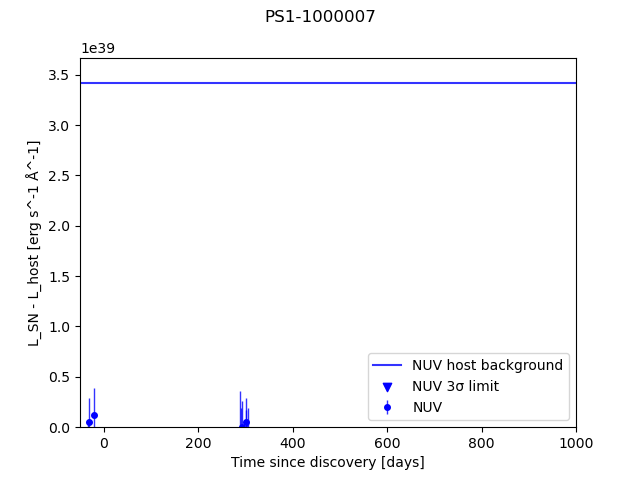 PS1-1000007
1e39
3.5
3.0
2.5
2.0
1.5
1.0
0.5
0.0
L_SN - L_host [erg s^-1 Å^-1]
NUV host background
NUV 3σ limit
NUV
0 200 400 600 800 1000
Time since discovery [days]